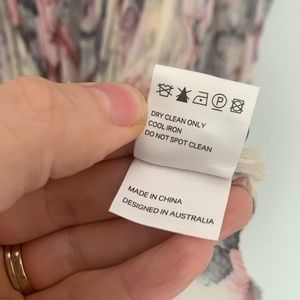 DRY CLEAN ONLY
COOL IRON
DO NOT SPOT CLEAN
MADE IN CHINA
DESIGNED IN AUSTRALIA